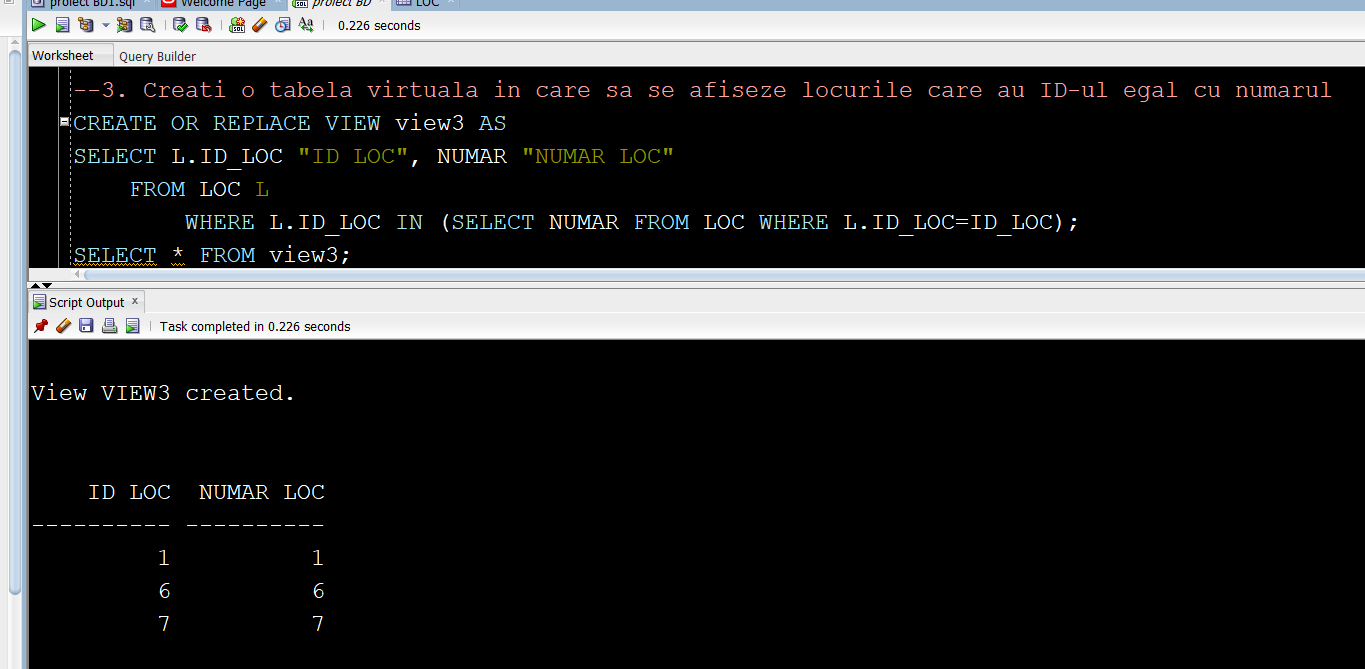 project BD1.sql Welcome Page project BD LOC
0.226 seconds
Worksheet Query Builder
--3. Creati o tabela virtuala in care sa se afiseze locurile care au ID-ul egal cu numarul
CREATE OR REPLACE VIEW view3 AS
SELECT L.ID_LOC "ID LOC", NUMAR "NUMAR LOC"
FROM LOC L
WHERE L.ID_LOC IN (SELECT NUMAR FROM LOC WHERE L.ID_LOC=ID_LOC);
SELECT * FROM view3;
Script Output x
Task completed in 0.226 seconds
View VIEW3 created.
ID LOC NUMAR LOC
---------- ----------
1 1
6 6
7 7